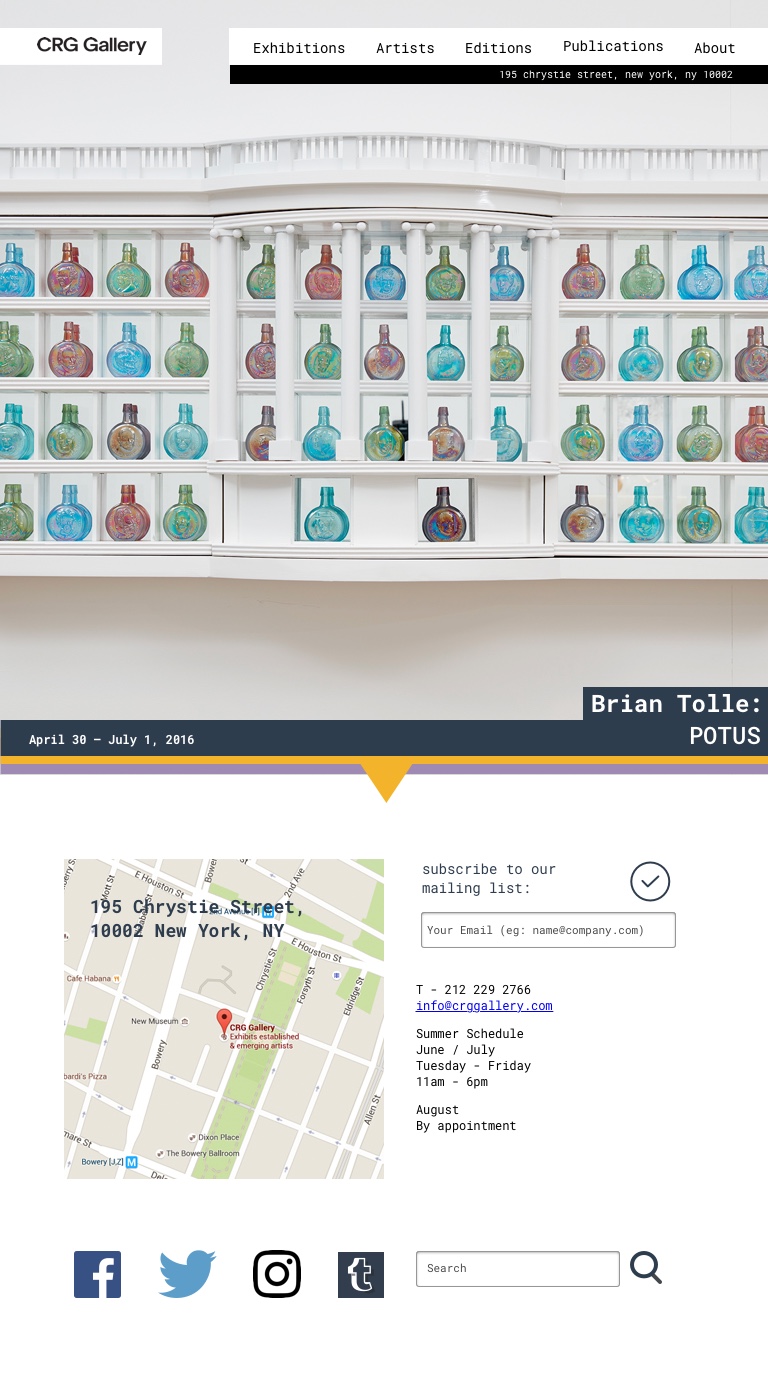 CRG Gallery
Exhibitions Artists Editions Publications About
195 chrystie street, new york, ny 10002
Brian Tolle:
POTUS
April 30 – July 1, 2016
195 Chrystie Street,
10002 New York, NY
E Houston St
E Houston St
Mott St
2nd Ave
2nd Avenue [F]
Chrystie St
Forsyth St
Eldridge St
Cafe Habana
New Museum
CRG Gallery
Exhibits established
& emerging artists
Bowery
bardi's Pizza
Allen St
Dixon Place
The Bowery Ballroom
Bowery [J,Z] M
subscribe to our
mailing list:
Your Email (eg: name@company.com)
T - 212 229 2766
info@crggallery.com
Summer Schedule
June / July
Tuesday - Friday
11am - 6pm
August
By appointment
Search